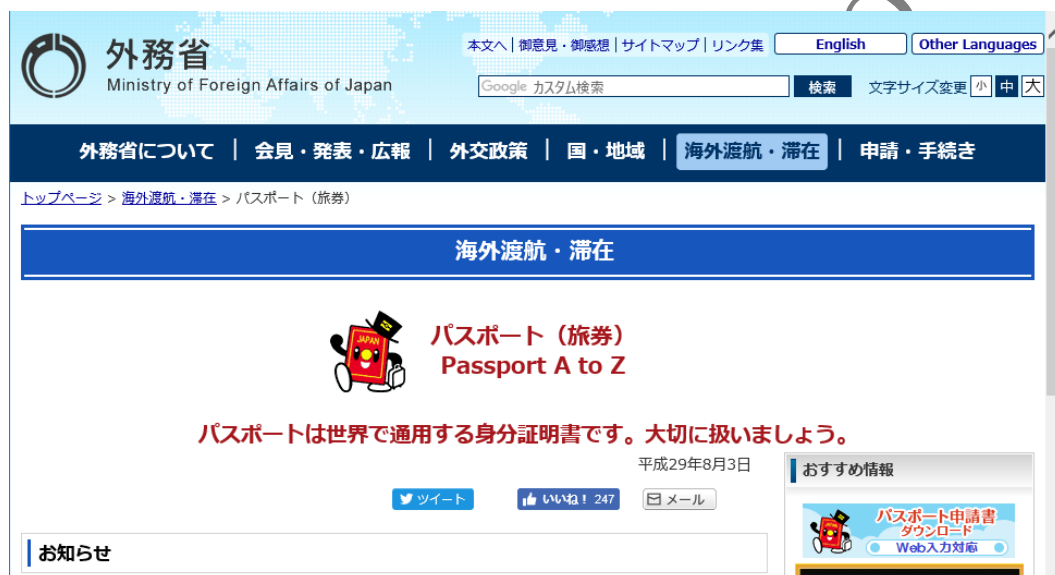 外務省
Ministry of Foreign Affairs of Japan
本文へ | 御意見・御感想 | サイトマップ | リンク集
English
Other Languages
Google カスタム検索
検索
文字サイズ変更 小 中 大
外務省について | 会見・発表・広報 | 外交政策 | 国・地域 | 海外渡航・滞在 | 申請・手続き
トップページ > 海外渡航・滞在 > パスポート（旅券）
海外渡航・滞在
JAPAN
パスポート（旅券）
Passport A to Z
パスポートは世界で通用する身分証明書です。大切に扱いましょう。
平成29年8月3日
ツイート
いいね！ 247
メール
お知らせ
おすすめ情報
パスポート申請書
ダウンロード
Web入力対応